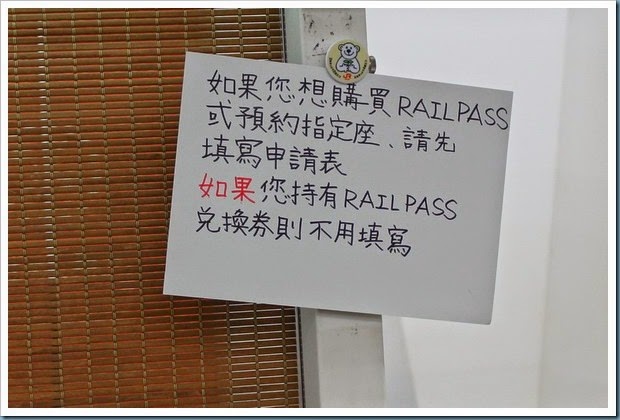 如果您想購買RAILPASS
或預約指定座、請先
填寫申請表
如果您持有RAILPASS
兌換券則不用填寫